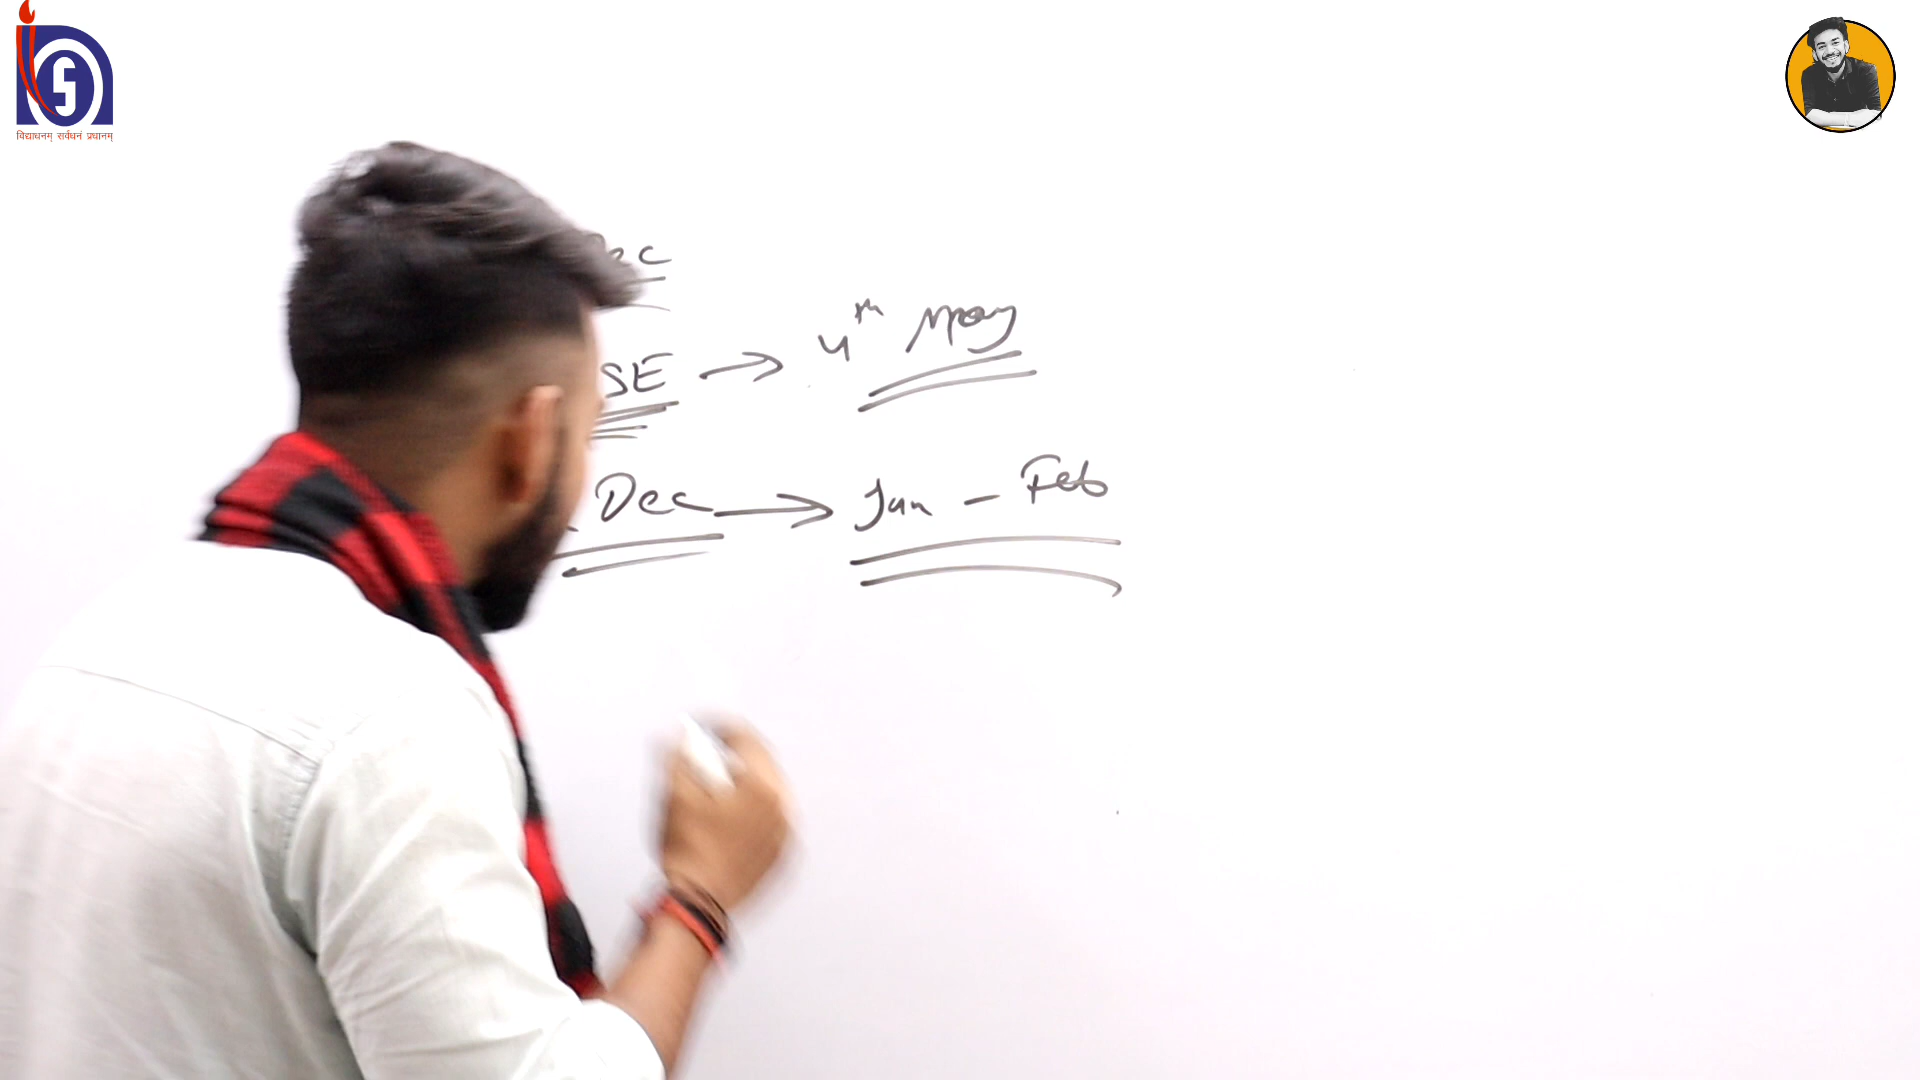 विद्याधनम् सर्वधनं प्रधानम्
SE → 4th May
Dec → Jan - Feb